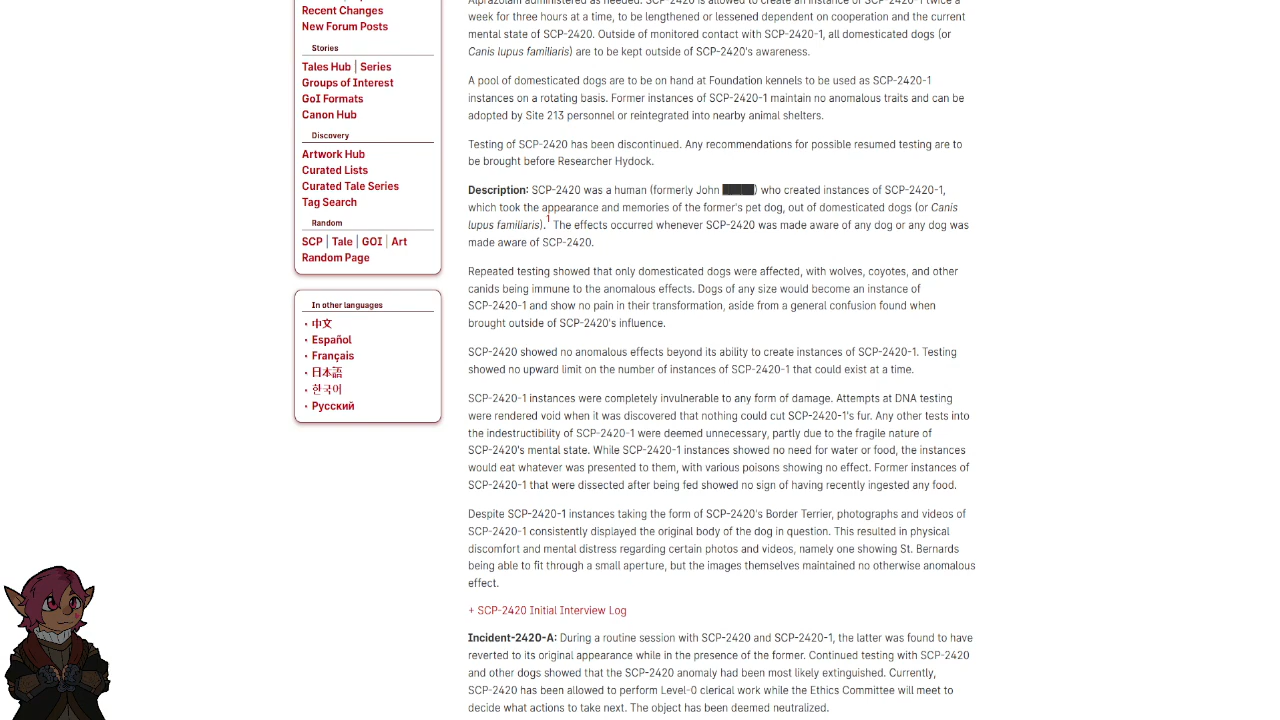 Recent Changes
New Forum Posts
Stories
Tales Hub | Series
Groups of Interest
GoI Formats
Canon Hub
Discovery
Artwork Hub
Curated Lists
Curated Tale Series
Tag Search
Random
SCP | Tale | GOI | Art
Random Page
In other languages
· 中文
· Español
· Français
· 日本語
· 한국어
· Русский
Alprazolam administered as needed. SCP-2420 is allowed to create an instance of SCP-2420-1 twice a
week for three hours at a time, to be lengthened or lessened dependent on cooperation and the current
mental state of SCP-2420. Outside of monitored contact with SCP-2420-1, all domesticated dogs (or
Canis lupus familiaris) are to be kept outside of SCP-2420's awareness.
A pool of domesticated dogs are to be on hand at Foundation kennels to be used as SCP-2420-1
instances on a rotating basis. Former instances of SCP-2420-1 maintain no anomalous traits and can be
adopted by Site 213 personnel or reintegrated into nearby animal shelters.
Testing of SCP-2420 has been discontinued. Any recommendations for possible resumed testing are to
be brought before Researcher Hydock.
Description: SCP-2420 was a human (formerly John █████) who created instances of SCP-2420-1,
which took the appearance and memories of the former's pet dog, out of domesticated dogs (or Canis
lupus familiaris).1 The effects occurred whenever SCP-2420 was made aware of any dog or any dog was
made aware of SCP-2420.
Repeated testing showed that only domesticated dogs were affected, with wolves, coyotes, and other
canids being immune to the anomalous effects. Dogs of any size would become an instance of
SCP-2420-1 and show no pain in their transformation, aside from a general confusion found when
brought outside of SCP-2420's influence.
SCP-2420 showed no anomalous effects beyond its ability to create instances of SCP-2420-1. Testing
showed no upward limit on the number of instances of SCP-2420-1 that could exist at a time.
SCP-2420-1 instances were completely invulnerable to any form of damage. Attempts at DNA testing
were rendered void when it was discovered that nothing could cut SCP-2420-1's fur. Any other tests into
the indestructibility of SCP-2420-1 were deemed unnecessary, partly due to the fragile nature of
SCP-2420's mental state. While SCP-2420-1 instances showed no need for water or food, the instances
would eat whatever was presented to them, with various poisons showing no effect. Former instances of
SCP-2420-1 that were dissected after being fed showed no sign of having recently ingested any food.
Despite SCP-2420-1 instances taking the form of SCP-2420's Border Terrier, photographs and videos of
SCP-2420-1 consistently displayed the original body of the dog in question. This resulted in physical
discomfort and mental distress regarding certain photos and videos, namely one showing St. Bernards
being able to fit through a small aperture, but the images themselves maintained no otherwise anomalous
effect.
+ SCP-2420 Initial Interview Log
Incident-2420-A: During a routine session with SCP-2420 and SCP-2420-1, the latter was found to have
reverted to its original appearance while in the presence of the former. Continued testing with SCP-2420
and other dogs showed that the SCP-2420 anomaly had been most likely extinguished. Currently,
SCP-2420 has been allowed to perform Level-0 clerical work while the Ethics Committee will meet to
decide what actions to take next. The object has been deemed neutralized.